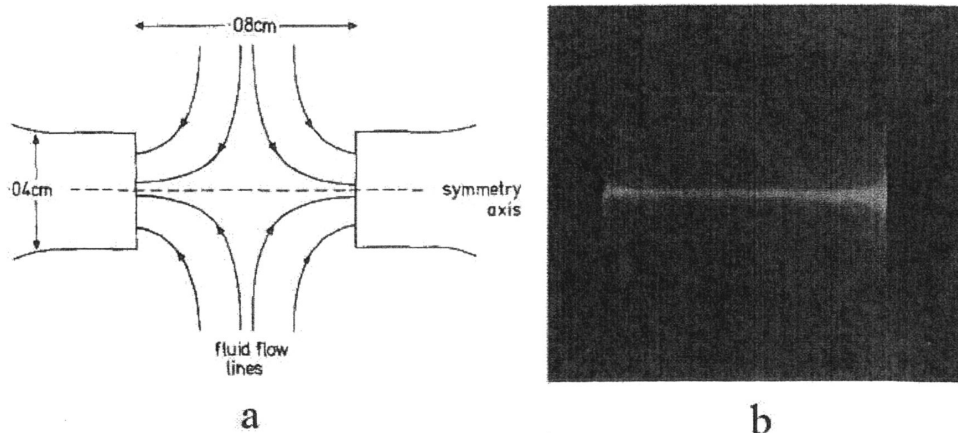 ·08cm
·04cm
symmetry
axis
fluid flow
lines
a
b